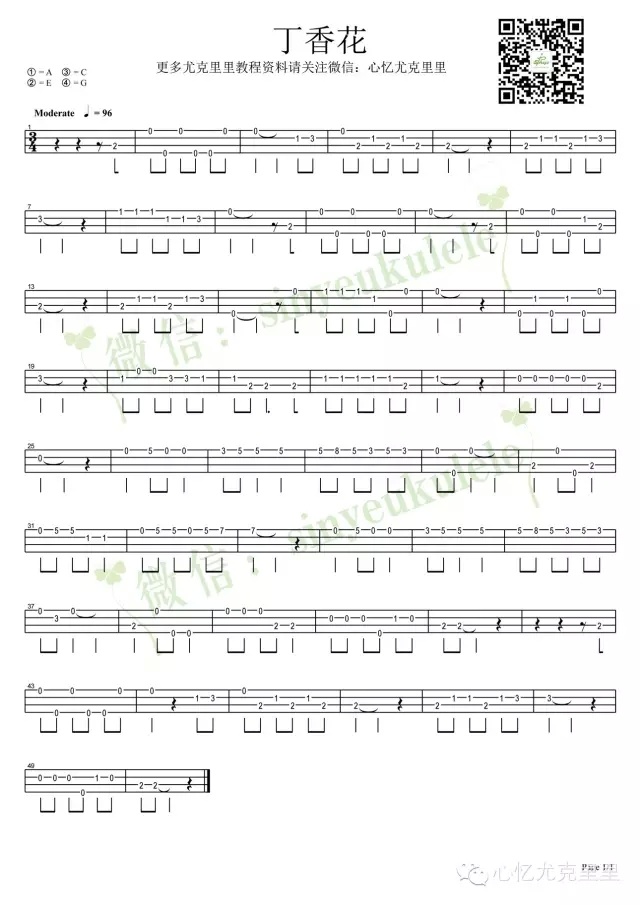 丁香花
更多尤克里里教程资料请关注微信：心忆尤克里里
① = A ③ = C
② = E ④ = G
Moderate ♩ = 96
1
3/4
7
微信：sinyeukulele
13
19
25
31
微信：sinyeukulele
37
43
49
Page 1/1
心忆尤克里里